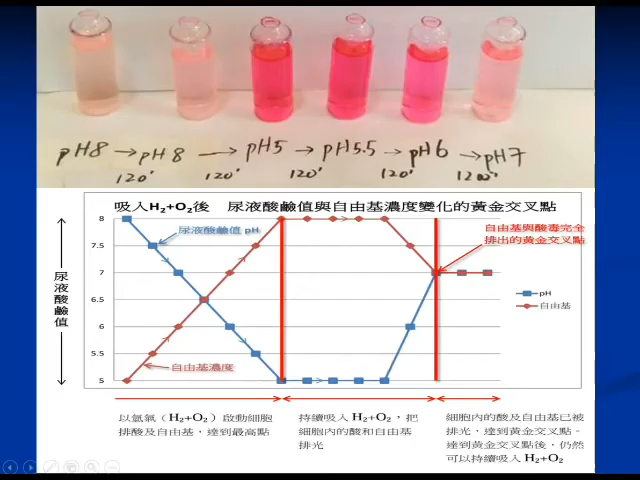 pH8 → pH8 → pH5 → pH5.5 → pH6 → pH7
120' 120' 120' 120' 120'
吸入H₂+O₂後 尿液酸鹼值與自由基濃度變化的黃金交叉點
尿液酸鹼值
8
7.5
7
6.5
6
5.5
5
尿液酸鹼值 pH
自由基濃度
自由基與酸毒完全
排出的黃金交叉點
pH
自由基
以氫氧（H₂+O₂）啟動細胞
排酸及自由基，達到最高點
持續吸入 H₂+O₂，把
細胞內的酸和自由基
排光
細胞內的酸及自由基已被
排光，達到黃金交叉點。
達到黃金交叉點後，仍然
可以持續吸入 H₂+O₂